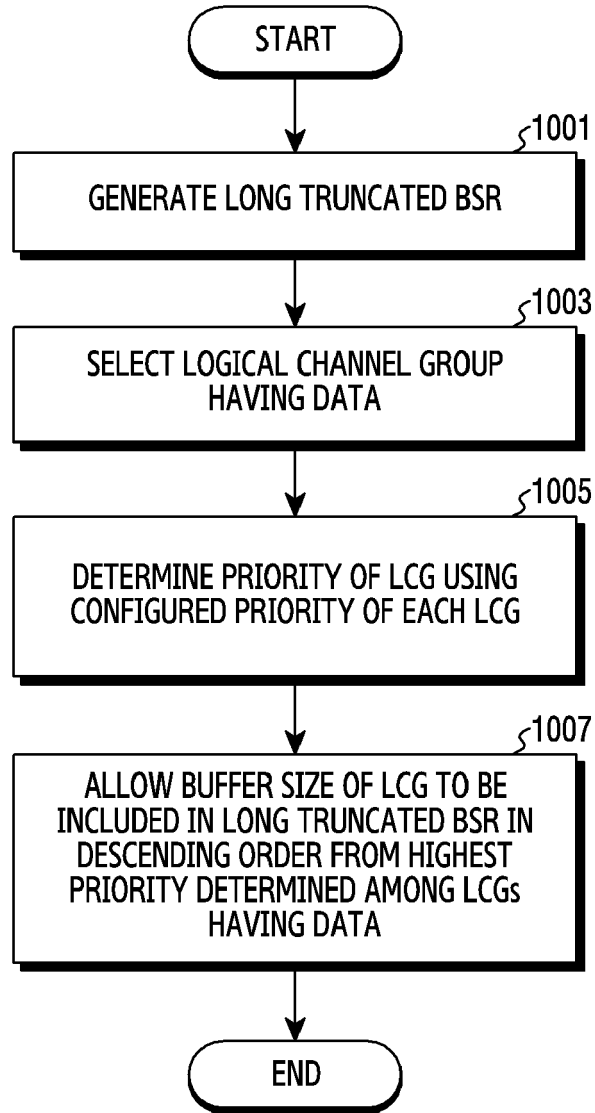 START
1001
GENERATE LONG TRUNCATED BSR
1003
SELECT LOGICAL CHANNEL GROUP
HAVING DATA
1005
DETERMINE PRIORITY OF LCG USING
CONFIGURED PRIORITY OF EACH LCG
1007
ALLOW BUFFER SIZE OF LCG TO BE
INCLUDED IN LONG TRUNCATED BSR IN
DESCENDING ORDER FROM HIGHEST
PRIORITY DETERMINED AMONG LCGs
HAVING DATA
END